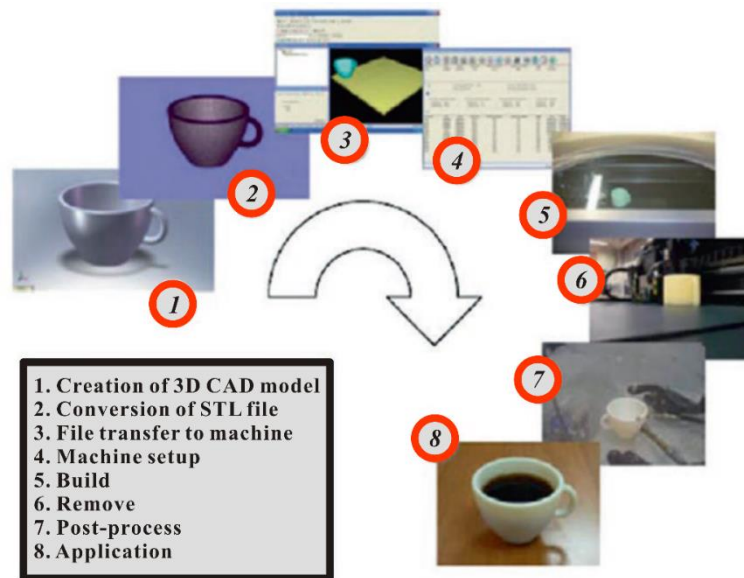 1
2
3
4
5
6
7
8
1. Creation of 3D CAD model
2. Conversion of STL file
3. File transfer to machine
4. Machine setup
5. Build
6. Remove
7. Post-process
8. Application